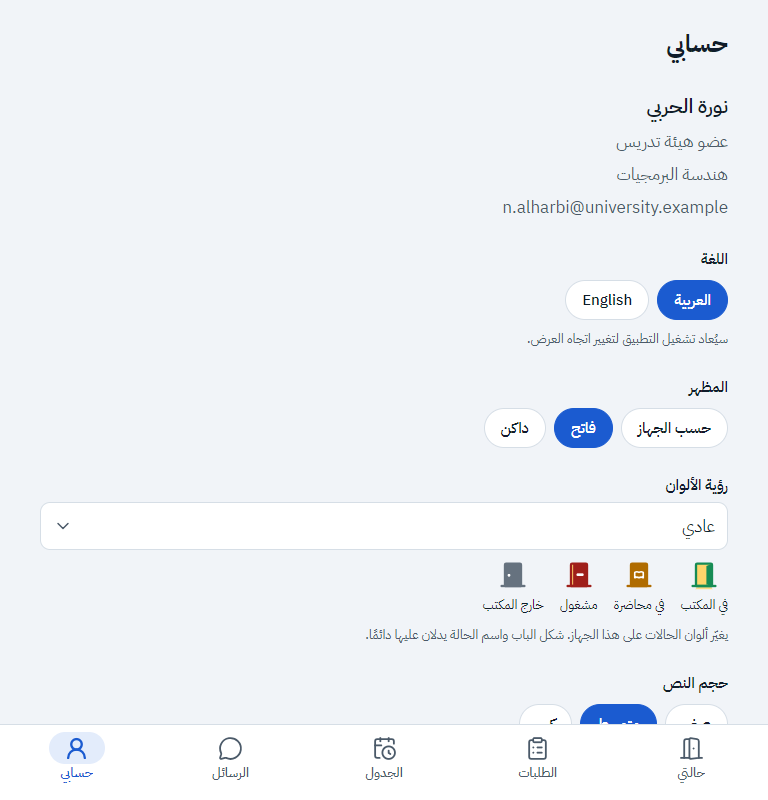 حسابي
نورة الحربي
عضو هيئة تدريس
هندسة البرمجيات
n.alharbi@university.example
اللغة
العربية English
سيُعاد تشغيل التطبيق لتغيير اتجاه العرض.
المظهر
حسب الجهاز فاتح داكن
رؤية الألوان
عادي
في المكتب في محاضرة مشغول خارج المكتب
يغيّر ألوان الحالات على هذا الجهاز. شكل الباب واسم الحالة يدلان عليها دائمًا.
حجم النص
حالتي الطلبات الجدول الرسائل حسابي